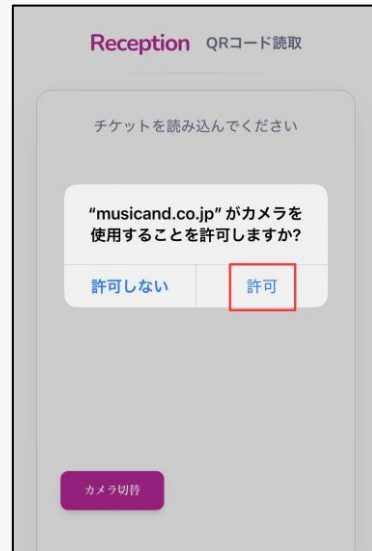 Reception QRコード読取
チケットを読み込んでください
“musicand.co.jp”がカメラを
使用することを許可しますか?
許可しない 許可
カメラ切替